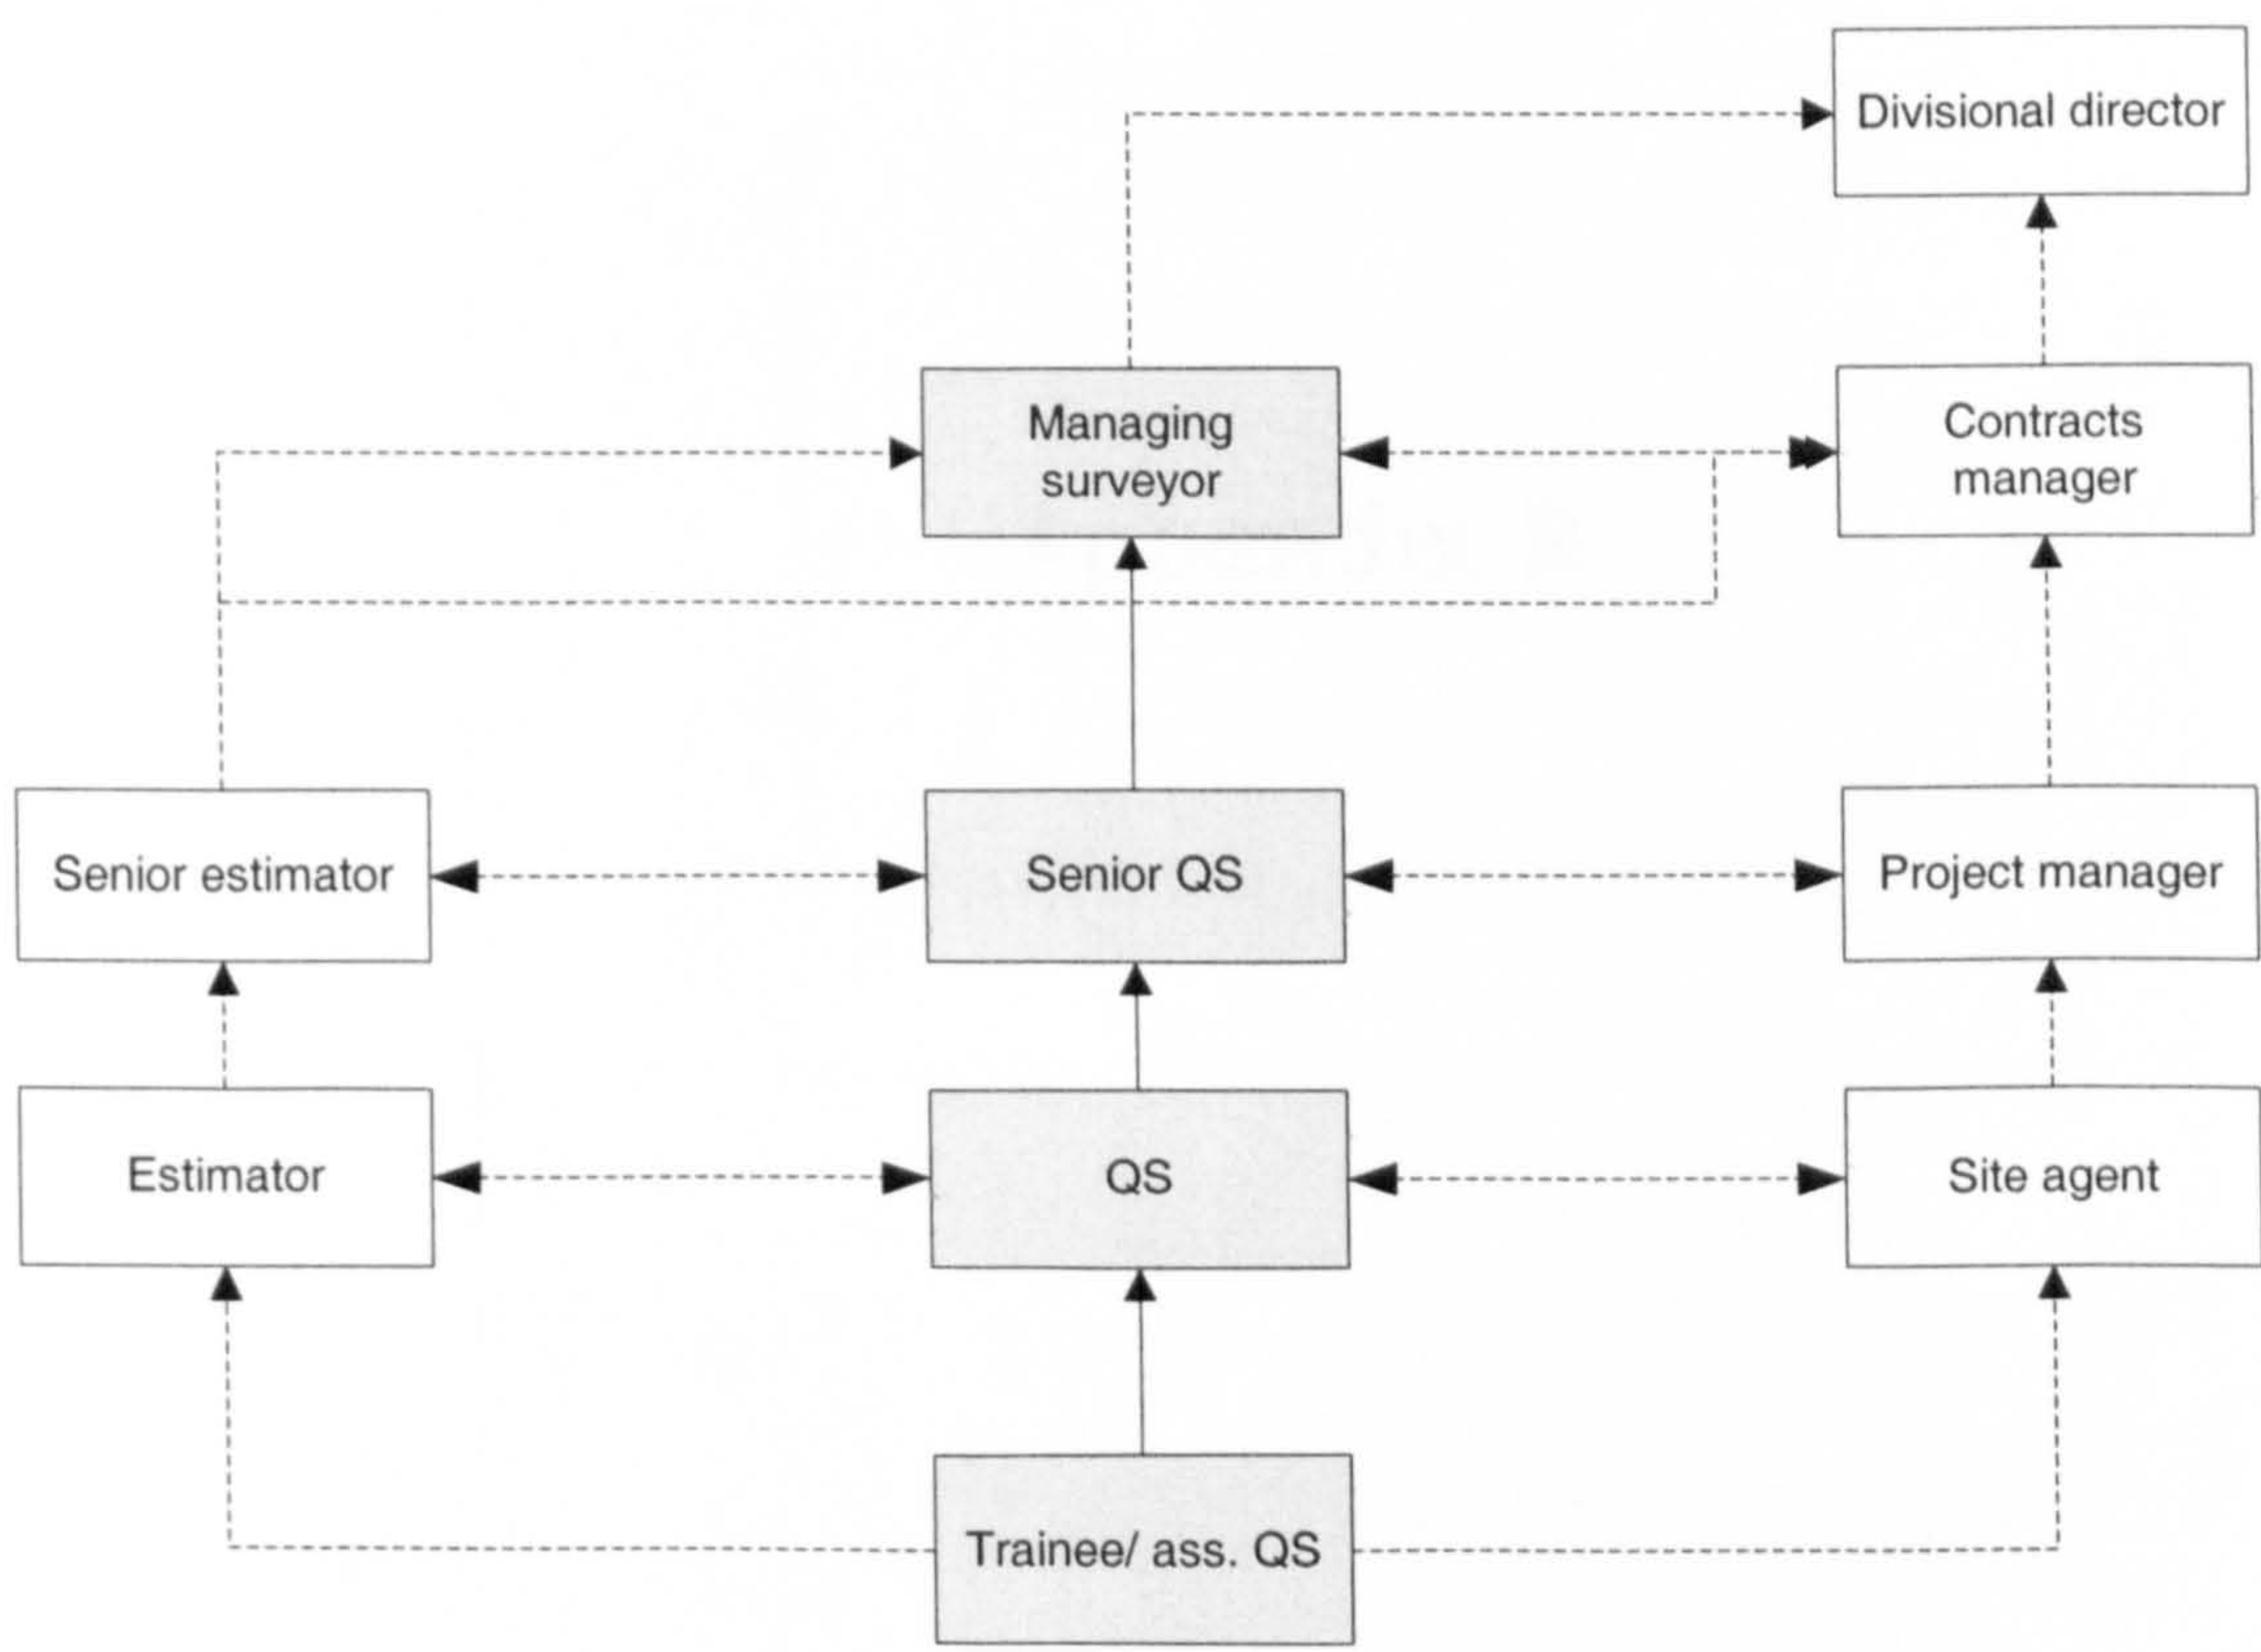 Divisional director
Managing
surveyor
Contracts
manager
Senior estimator
Senior QS
Project manager
Estimator
QS
Site agent
Trainee/ ass. QS